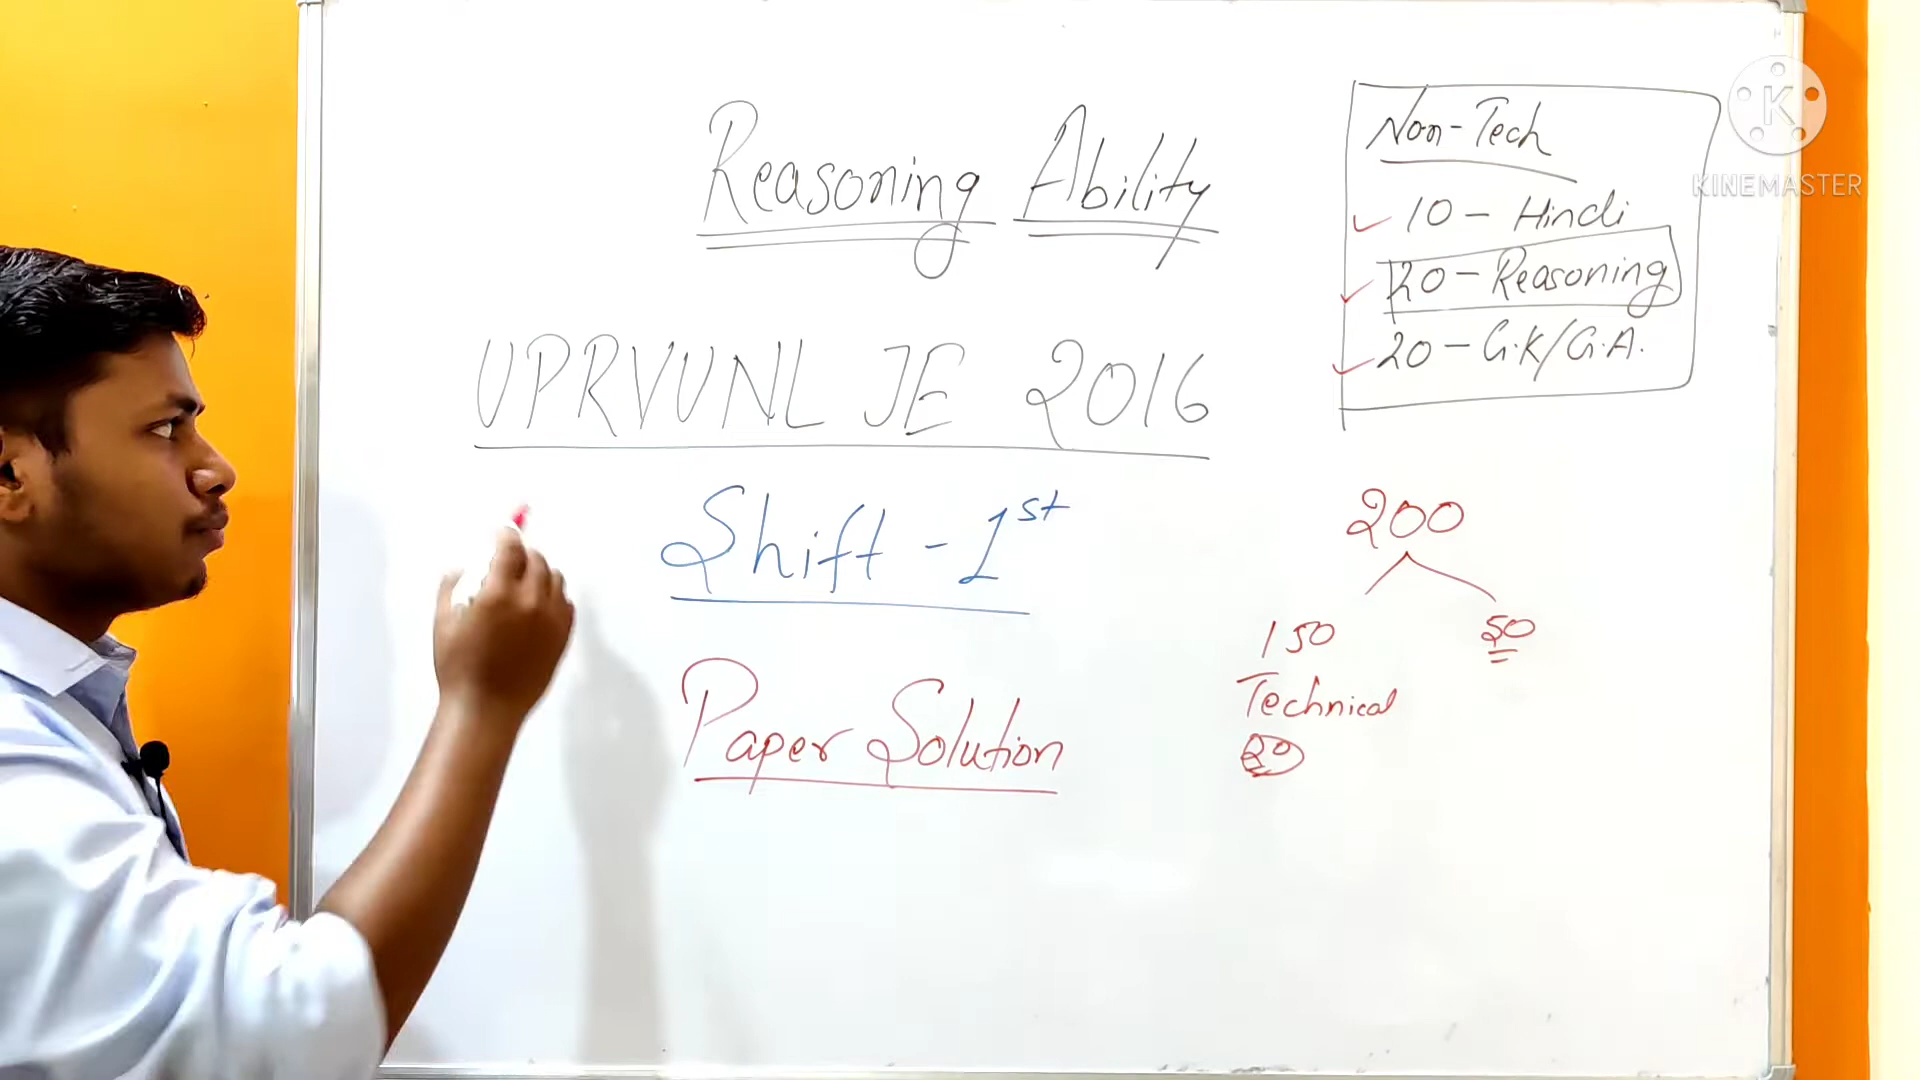 Reasoning Ability
UPRVUNL JE 2016
Shift - 1st
Paper Solution
Non-Tech
10 - Hindi
20 - Reasoning
20 - G.K/G.A.
200
150
50
Technical
20
K
KINEMASTER